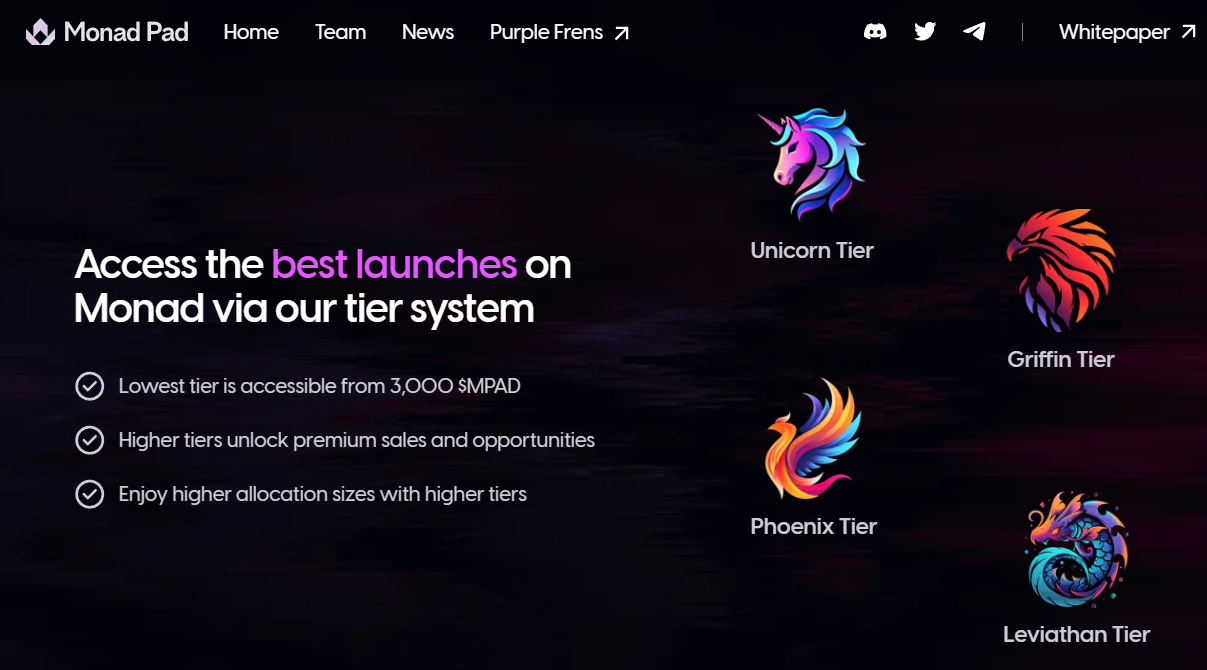 Monad Pad
Home
Team
News
Purple Frens
Whitepaper
Access the best launches on
Monad via our tier system
Lowest tier is accessible from 3,000 $MPAD
Higher tiers unlock premium sales and opportunities
Enjoy higher allocation sizes with higher tiers
Unicorn Tier
Griffin Tier
Phoenix Tier
Leviathan Tier